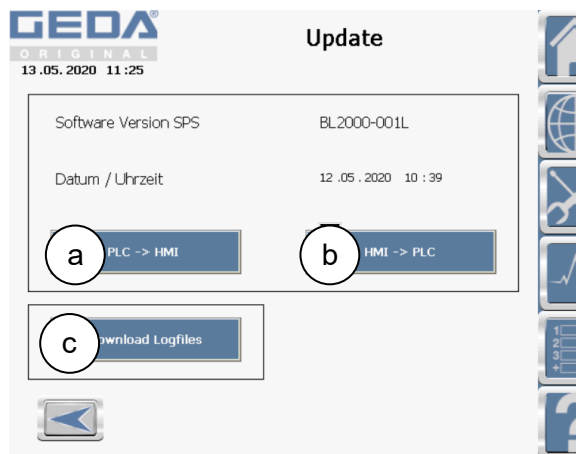 GEDA
ORIGINAL
Update
13.05.2020 11:25
Software Version SPS BL2000-001L
Datum / Uhrzeit 12.05.2020 10:39
a PLC -> HMI b HMI -> PLC
c wnload Logfiles
1
2
3
+
?